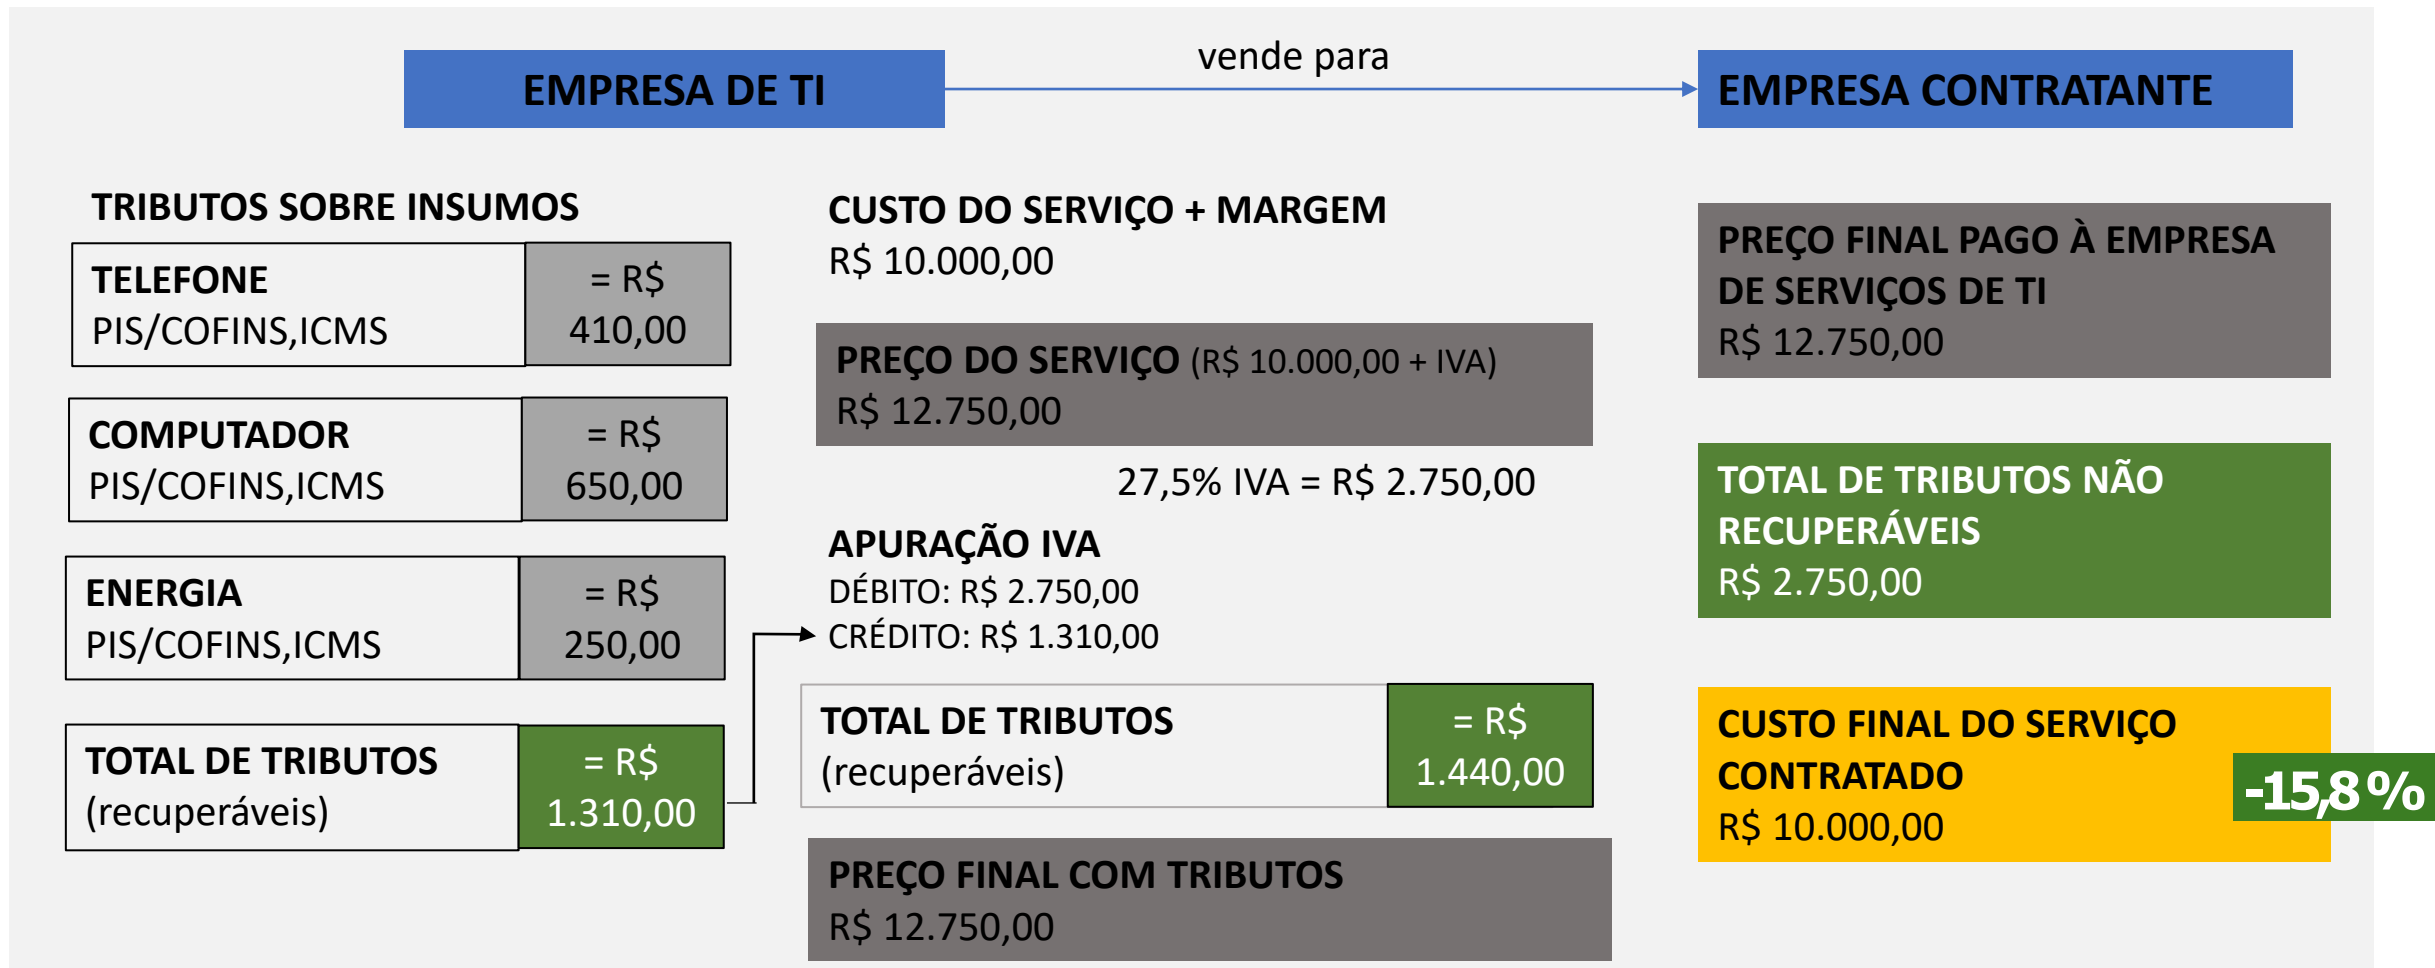 EMPRESA DE TI
vende para
EMPRESA CONTRATANTE
TRIBUTOS SOBRE INSUMOS
TELEFONE
PIS/COFINS,ICMS
= R$
410,00
COMPUTADOR
PIS/COFINS,ICMS
= R$
650,00
ENERGIA
PIS/COFINS,ICMS
= R$
250,00
TOTAL DE TRIBUTOS
(recuperáveis)
= R$
1.310,00
CUSTO DO SERVIÇO + MARGEM
R$ 10.000,00
PREÇO DO SERVIÇO (R$ 10.000,00 + IVA)
R$ 12.750,00
27,5% IVA = R$ 2.750,00
APURAÇÃO IVA
DÉBITO: R$ 2.750,00
CRÉDITO: R$ 1.310,00
TOTAL DE TRIBUTOS
(recuperáveis)
= R$
1.440,00
PREÇO FINAL COM TRIBUTOS
R$ 12.750,00
PREÇO FINAL PAGO À EMPRESA
DE SERVIÇOS DE TI
R$ 12.750,00
TOTAL DE TRIBUTOS NÃO
RECUPERÁVEIS
R$ 2.750,00
CUSTO FINAL DO SERVIÇO
CONTRATADO
R$ 10.000,00
-15,8%